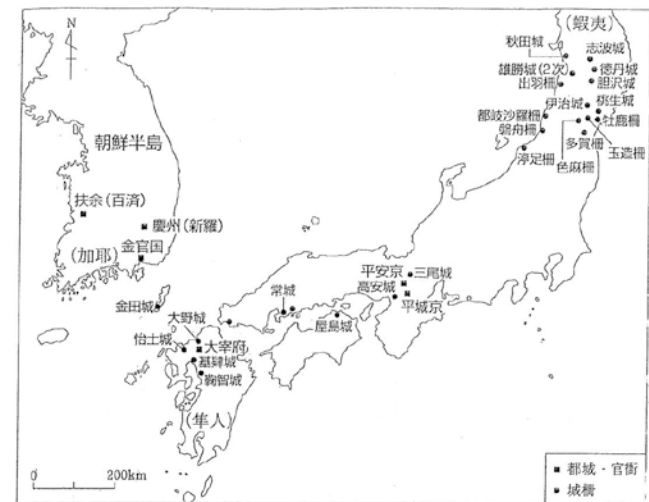 N
(蝦夷)
秋田城
志波城
雄勝城(2次)
徳丹城
出羽柵
胆沢城
伊治城
桃生城
都岐沙羅柵
牡鹿柵
磐舟柵
多賀柵
玉造柵
渟足柵
色麻柵
朝鮮半島
扶余(百済)
慶州(新羅)
金官国
(加耶)
金田城
大野城
常城
平安京
三尾城
高安城
平城京
屋島城
怡土城
大宰府
基肄城
鞠智城
(隼人)
0
200km
■ 都城・官衙
● 城柵